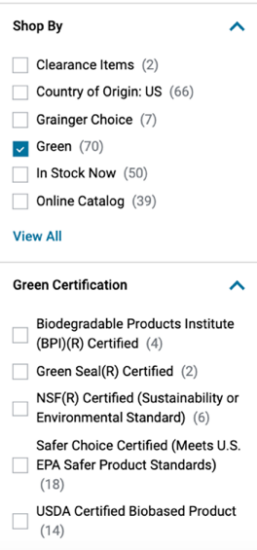 Shop By
Clearance Items (2)
Country of Origin: US (66)
Grainger Choice (7)
Green (70)
In Stock Now (50)
Online Catalog (39)
View All
Green Certification
Biodegradable Products Institute
(BPI)(R) Certified (4)
Green Seal(R) Certified (2)
NSF(R) Certified (Sustainability or
Environmental Standard) (6)
Safer Choice Certified (Meets U.S.
EPA Safer Product Standards)
(18)
USDA Certified Biobased Product
(14)